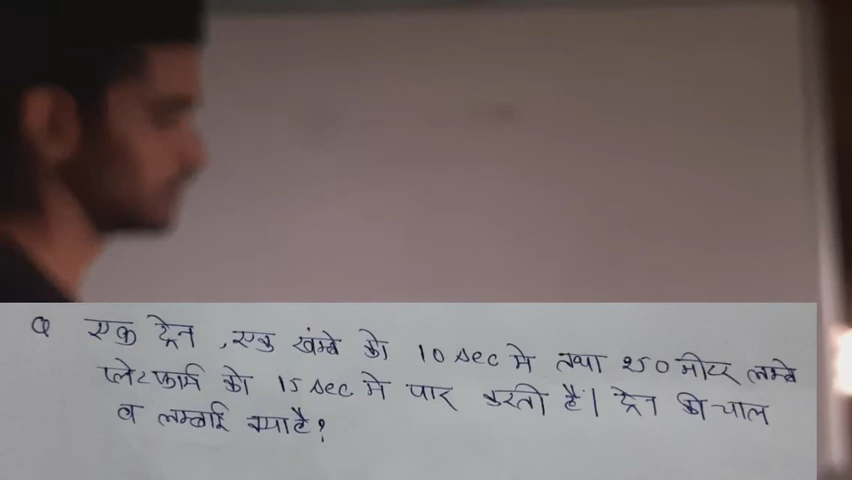 Q एक ट्रेन , एक खंम्बे को 10 Sec मे तथा 250 मीटर लम्बे
प्लेटफार्म को 15 Sec मे पार करती है। ट्रेन की चाल
व लम्बाई क्या है?